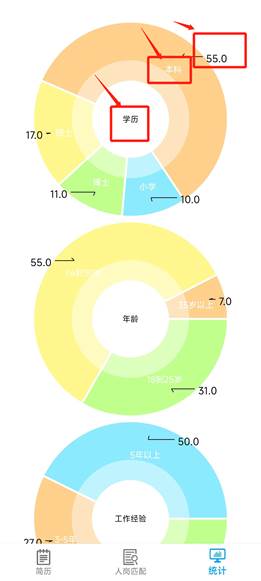 55.0
本科
学历
17.0
硕士
博士
小学
11.0
10.0
55.0
35岁以上
7.0
年龄
18到25岁
31.0
50.0
5年以上
工作经验
27.0
3-5年
简历
人岗匹配
统计